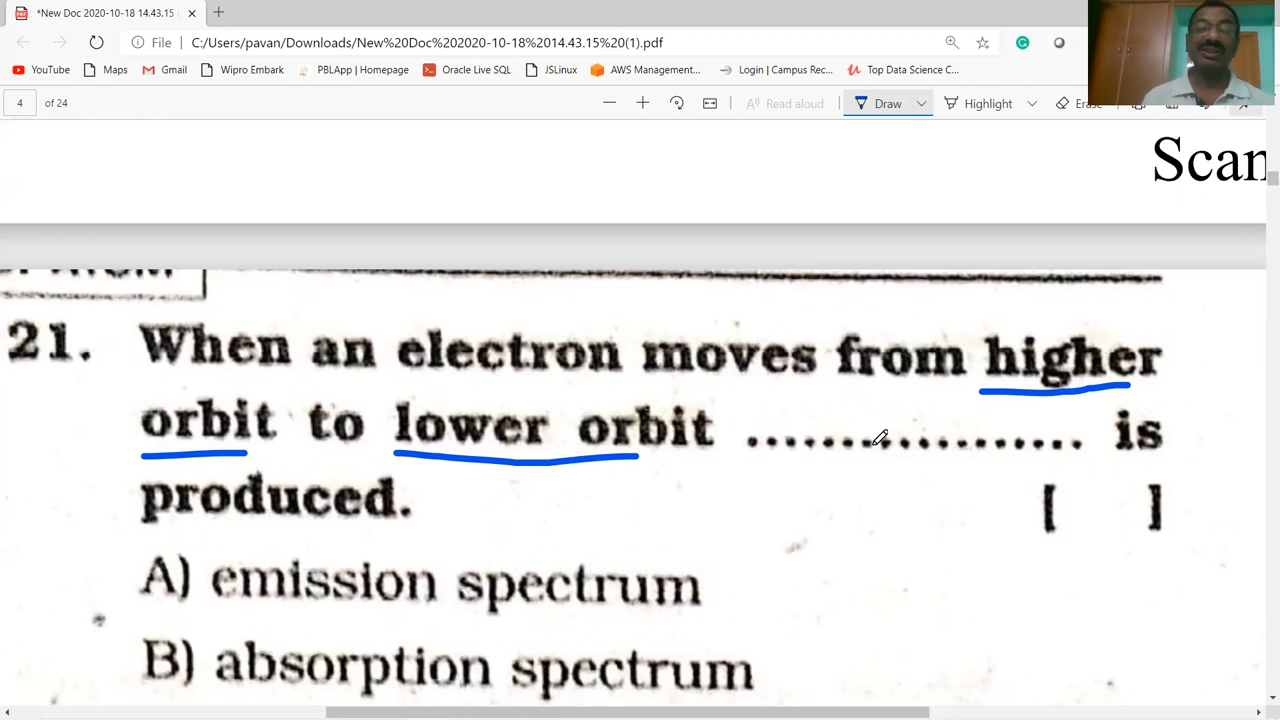 *New Doc 2020-10-18 14.43.15 (
File C:/Users/pavan/Downloads/New%20Doc%202020-10-18%2014.43.15%20(1).pdf
YouTube Maps Gmail Wipro Embark PBLApp | Homepage Oracle Live SQL JSLinux AWS Management... Login | Campus Rec... Top Data Science C...
4 of 24 Read aloud Draw Highlight Erase
Scan
21. When an electron moves from higher
orbit to lower orbit .................. is
produced. [ ]
A) emission spectrum
B) absorption spectrum